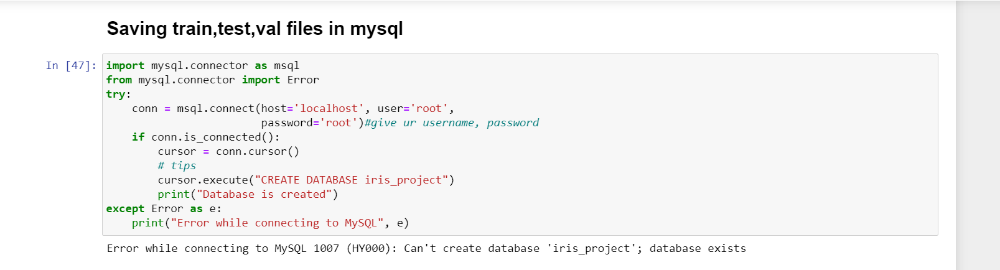 Saving train,test,val files in mysql
In [47]:
import mysql.connector as msql
from mysql.connector import Error
try:
    conn = msql.connect(host='localhost', user='root',
                        password='root')#give ur username, password
    if conn.is_connected():
        cursor = conn.cursor()
        # tips
        cursor.execute("CREATE DATABASE iris_project")
        print("Database is created")
except Error as e:
    print("Error while connecting to MySQL", e)
Error while connecting to MySQL 1007 (HY000): Can't create database 'iris_project'; database exists